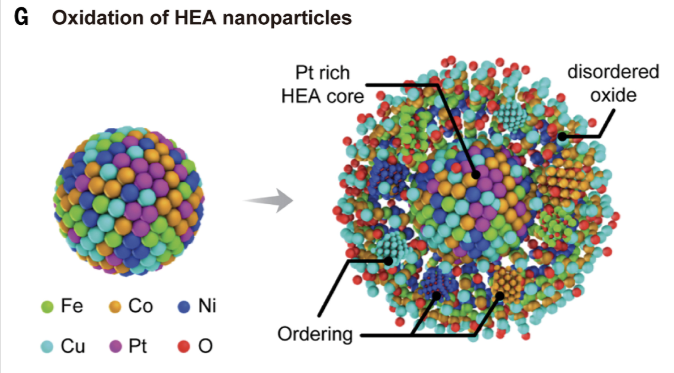 G Oxidation of HEA nanoparticles
Pt rich
HEA core
disordered
oxide
Fe Co Ni
Cu Pt O
Ordering